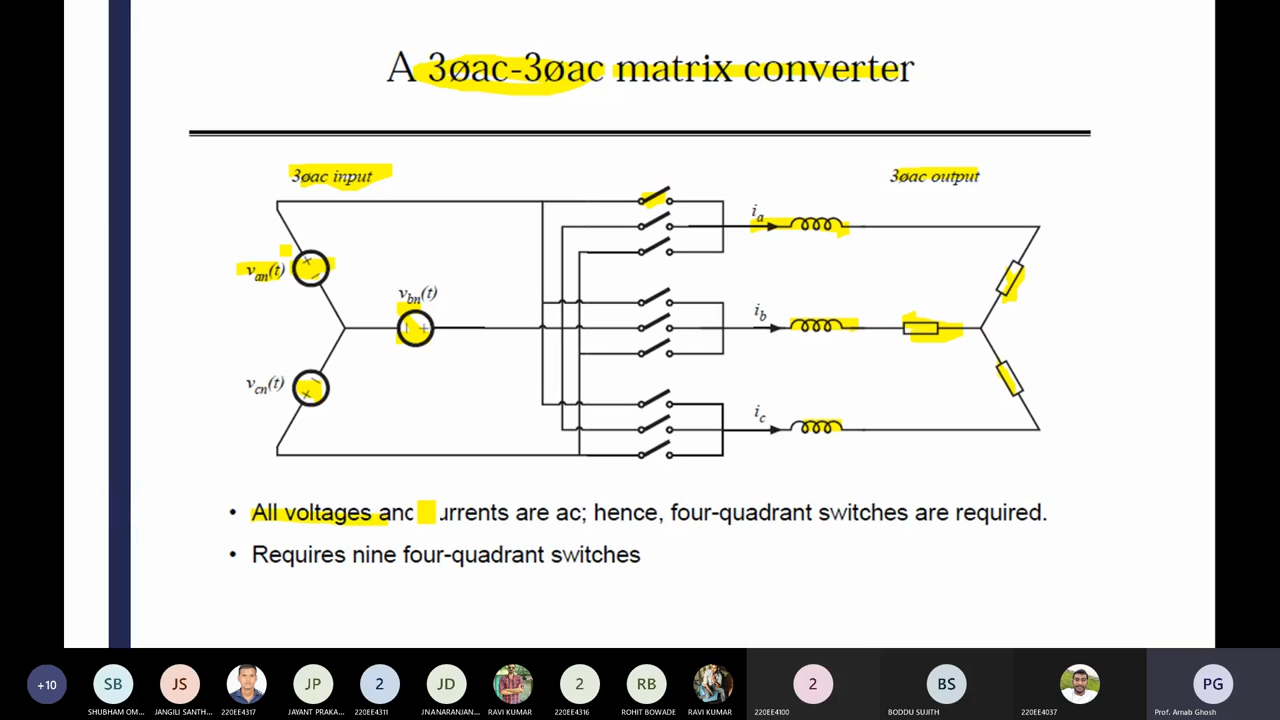 A 3øac-3øac matrix converter
3øac input
3øac output
i_a
v_an(t)
v_bn(t)
i_b
v_cn(t)
i_c
• All voltages and urrents are ac; hence, four-quadrant switches are required.
• Requires nine four-quadrant switches
+10
SB
JS
JP
2
JD
2
RB
2
BS
PG
SHUBHAM OM...
JANGILI SANTH...
220EE4317
JAYANT PRAKA...
220EE4311
JNANARANJAN...
RAVI KUMAR
220EE4316
ROHIT BOWADE
RAVI KUMAR
220EE4100
BODDU SUJITH
220EE4037
Prof. Arnab Ghosh